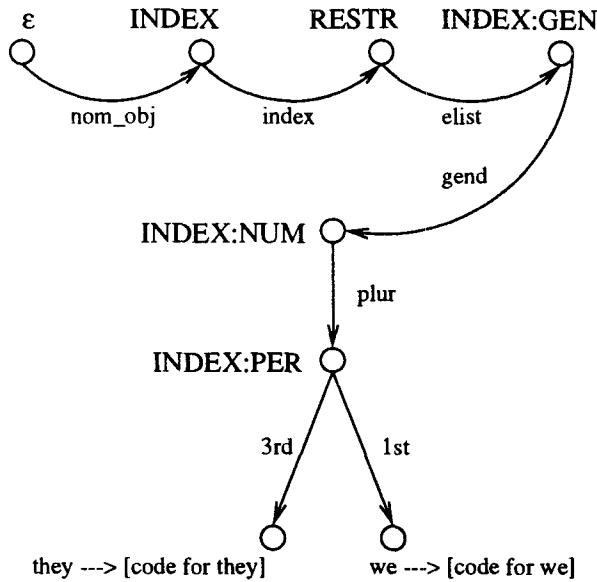 ε INDEX RESTR INDEX:GEN
nom_obj index elist
gend
INDEX:NUM
plur
INDEX:PER
3rd 1st
they ---> [code for they] we ---> [code for we]